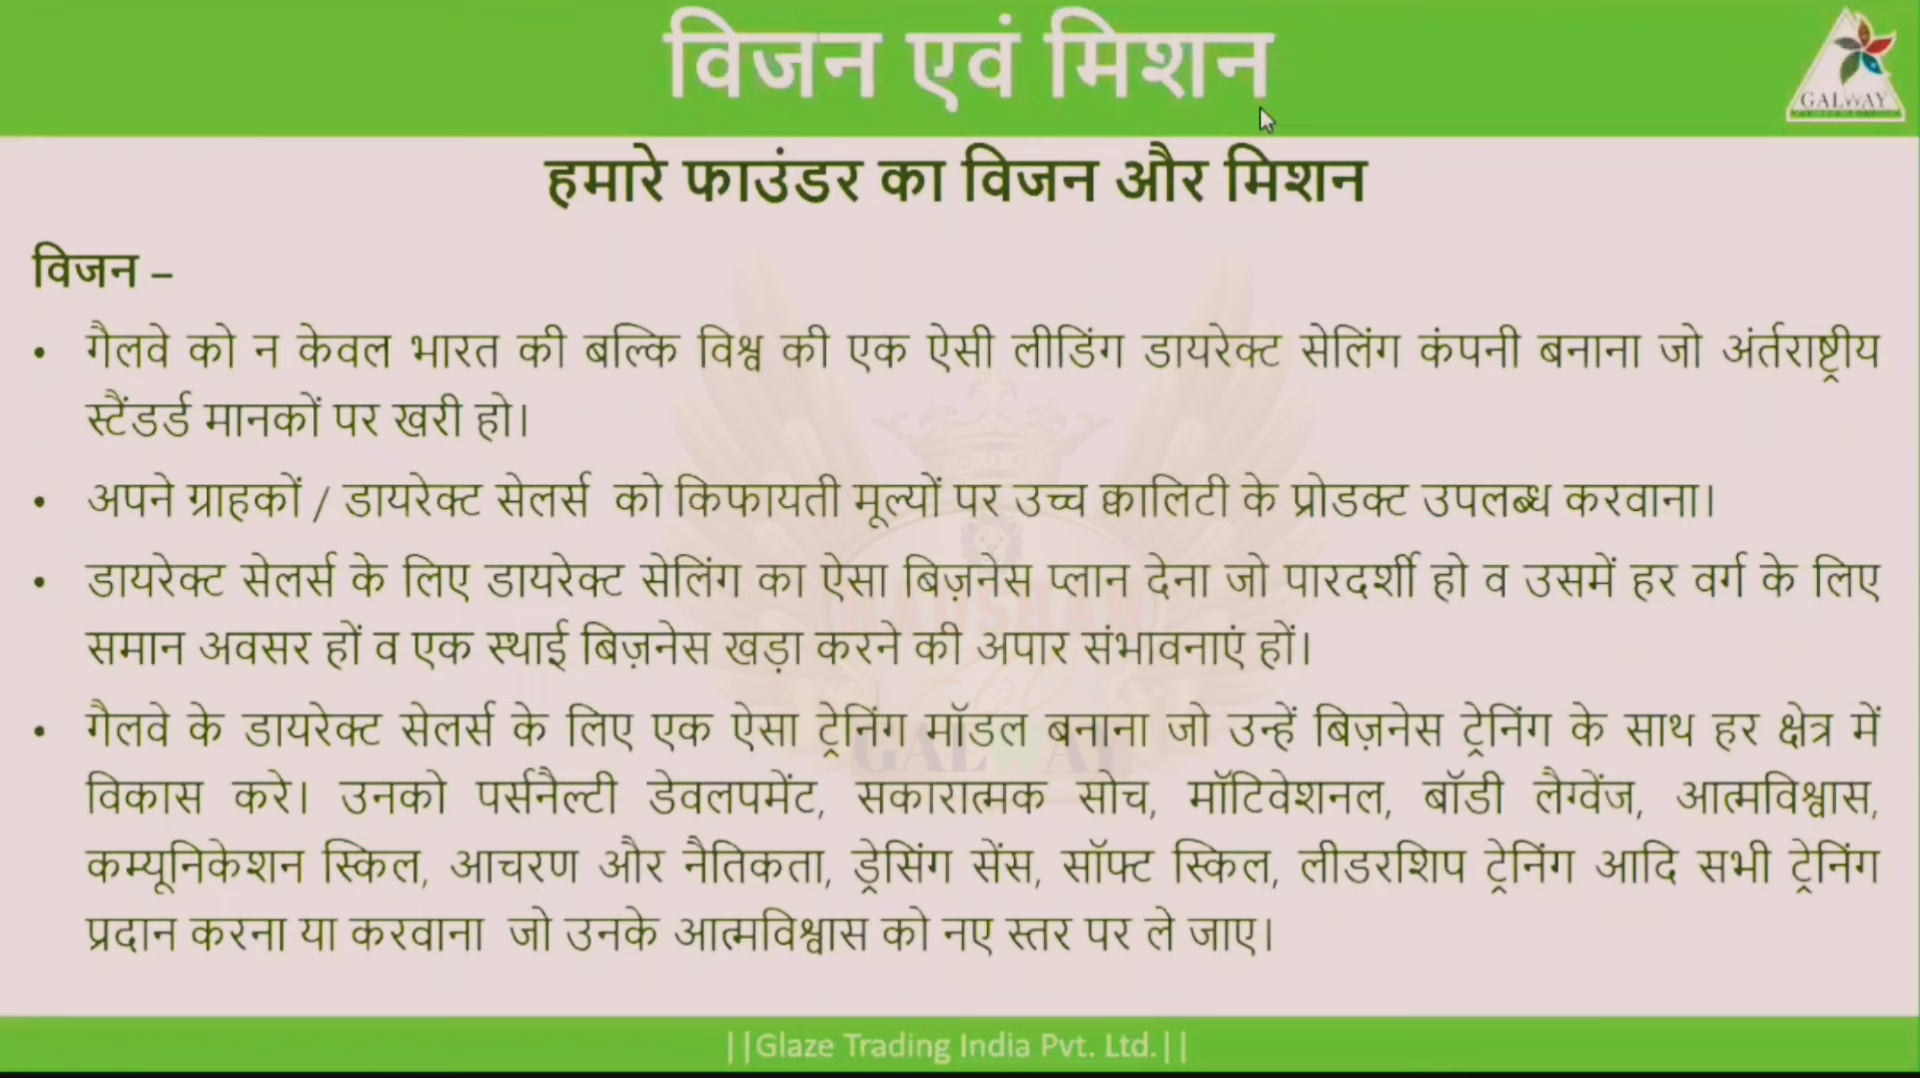 विजन एवं मिशन
GALWAY
हमारे फाउंडर का विजन और मिशन
विजन –
• गैलवे को न केवल भारत की बल्कि विश्व की एक ऐसी लीडिंग डायरेक्ट सेलिंग कंपनी बनाना जो अंर्तराष्ट्रीय
स्टैंडर्ड मानकों पर खरी हो।
• अपने ग्राहकों / डायरेक्ट सेलर्स को किफायती मूल्यों पर उच्च क्वालिटी के प्रोडक्ट उपलब्ध करवाना।
• डायरेक्ट सेलर्स के लिए डायरेक्ट सेलिंग का ऐसा बिज़नेस प्लान देना जो पारदर्शी हो व उसमें हर वर्ग के लिए
समान अवसर हों व एक स्थाई बिज़नेस खड़ा करने की अपार संभावनाएं हों।
• गैलवे के डायरेक्ट सेलर्स के लिए एक ऐसा ट्रेनिंग मॉडल बनाना जो उन्हें बिज़नेस ट्रेनिंग के साथ हर क्षेत्र में
विकास करे। उनको पर्सनैल्टी डेवलपमेंट, सकारात्मक सोच, मॉटिवेशनल, बॉडी लैग्वेंज, आत्मविश्वास,
कम्यूनिकेशन स्किल, आचरण और नैतिकता, ड्रेसिंग सेंस, सॉफ्ट स्किल, लीडरशिप ट्रेनिंग आदि सभी ट्रेनिंग
प्रदान करना या करवाना जो उनके आत्मविश्वास को नए स्तर पर ले जाए।
GALWAY
||Glaze Trading India Pvt. Ltd.||